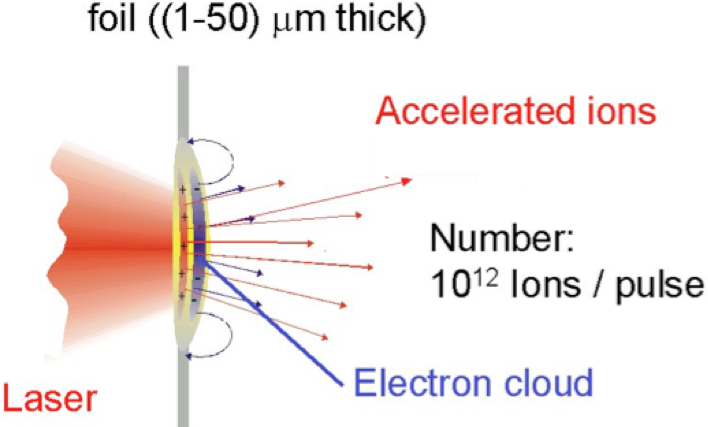 foil ((1-50) μm thick)
Accelerated ions
Number:
10¹² Ions / pulse
Electron cloud
Laser